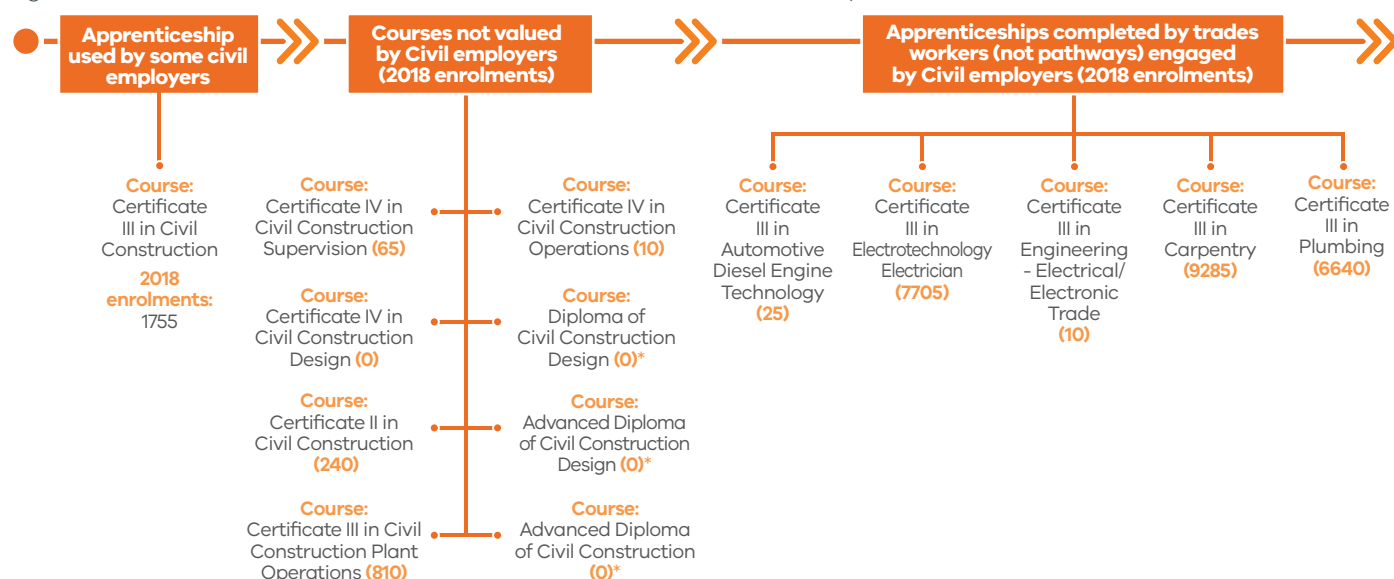 Apprenticeship
used by some civil
employers
Courses not valued
by Civil employers
(2018 enrolments)
Apprenticeships completed by trades
workers (not pathways) engaged
by Civil employers (2018 enrolments)
Course:
Certificate
III in Civil
Construction
2018
enrolments:
1755
Course:
Certificate IV in
Civil Construction
Supervision (65)
Course:
Certificate IV in
Civil Construction
Operations (10)
Course:
Certificate IV in
Civil Construction
Design (0)
Course:
Diploma of
Civil Construction
Design (0)*
Course:
Certificate II in
Civil Construction
(240)
Course:
Advanced Diploma
of Civil Construction
Design (0)*
Course:
Certificate III in Civil
Construction Plant
Operations (810)
Course:
Advanced Diploma
of Civil Construction
(0)*
Course:
Certificate
III in
Automotive
Diesel Engine
Technology
(25)
Course:
Certificate
III in
Electrotechnology
Electrician
(7705)
Course:
Certificate
III in
Engineering
- Electrical/
Electronic
Trade
(10)
Course:
Certificate
III in
Carpentry
(9285)
Course:
Certificate
III in
Plumbing
(6640)